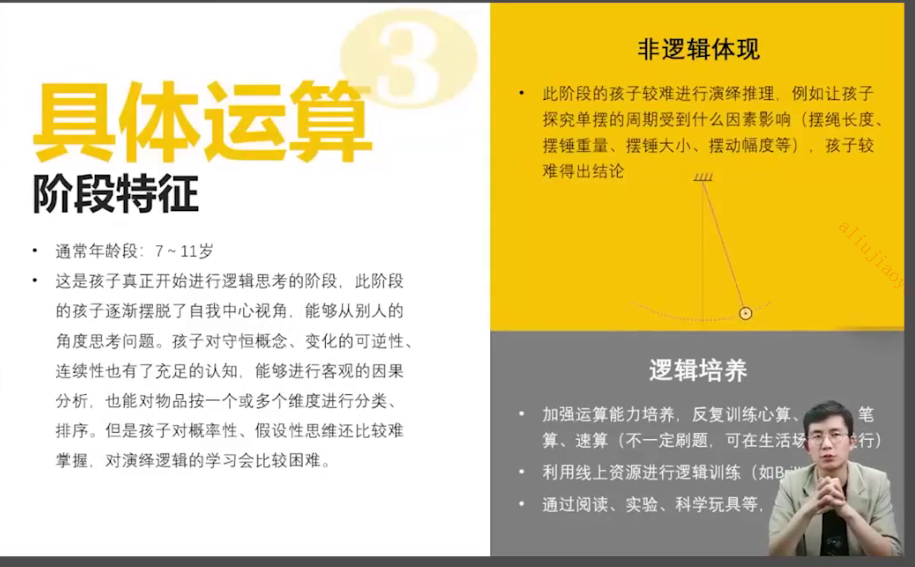 3
具体运算
阶段特征
• 通常年龄段：7～11岁
• 这是孩子真正开始进行逻辑思考的阶段，此阶段
的孩子逐渐摆脱了自我中心视角，能够从别人的
角度思考问题。孩子对守恒概念、变化的可逆性、
连续性也有了充足的认知，能够进行客观的因果
分析，也能对物品按一个或多个维度进行分类、
排序。但是孩子对概率性、假设性思维还比较难
掌握，对演绎逻辑的学习会比较困难。
非逻辑体现
• 此阶段的孩子较难进行演绎推理，例如让孩子
探究单摆的周期受到什么因素影响（摆绳长度、
摆锤重量、摆锤大小、摆动幅度等），孩子较
难得出结论
aliujiaoy
逻辑培养
• 加强运算能力培养，反复训练心算、 笔
算、速算（不一定刷题，可在生活场 行）
• 利用线上资源进行逻辑训练（如B
• 通过阅读、实验、科学玩具等，